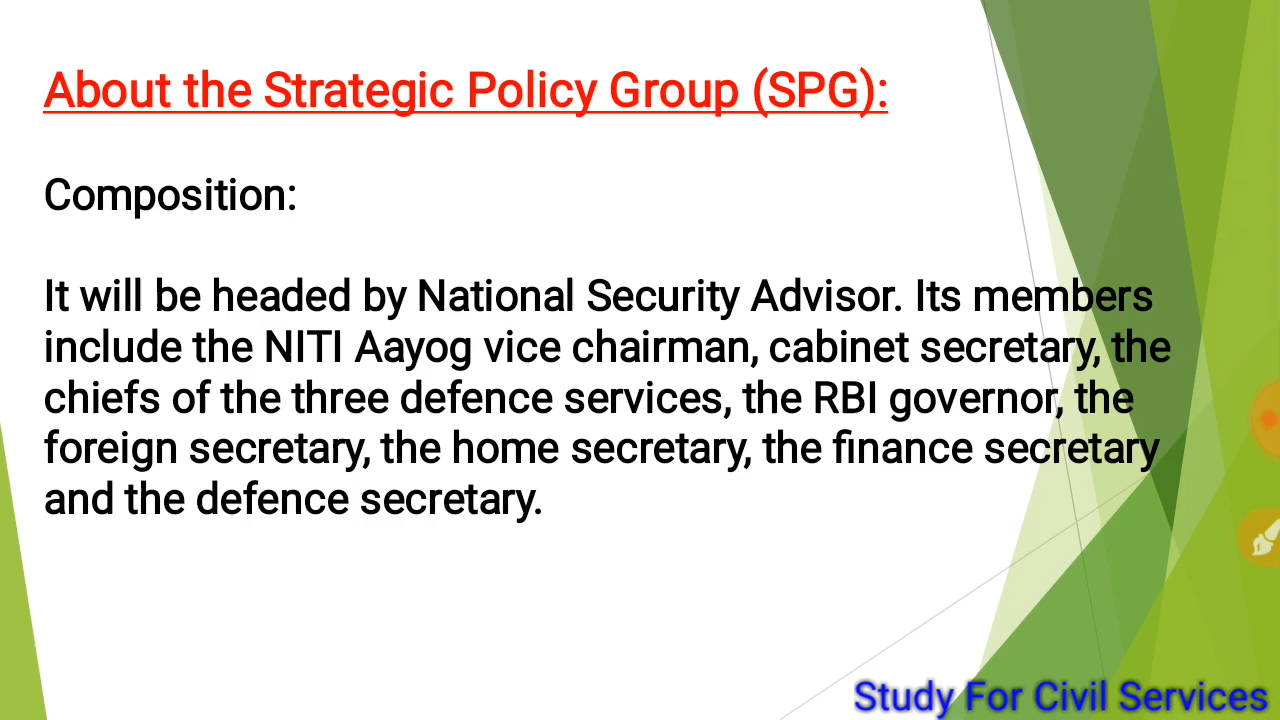 About the Strategic Policy Group (SPG):
Composition:
It will be headed by National Security Advisor. Its members
include the NITI Aayog vice chairman, cabinet secretary, the
chiefs of the three defence services, the RBI governor, the
foreign secretary, the home secretary, the finance secretary
and the defence secretary.
Study For Civil Services